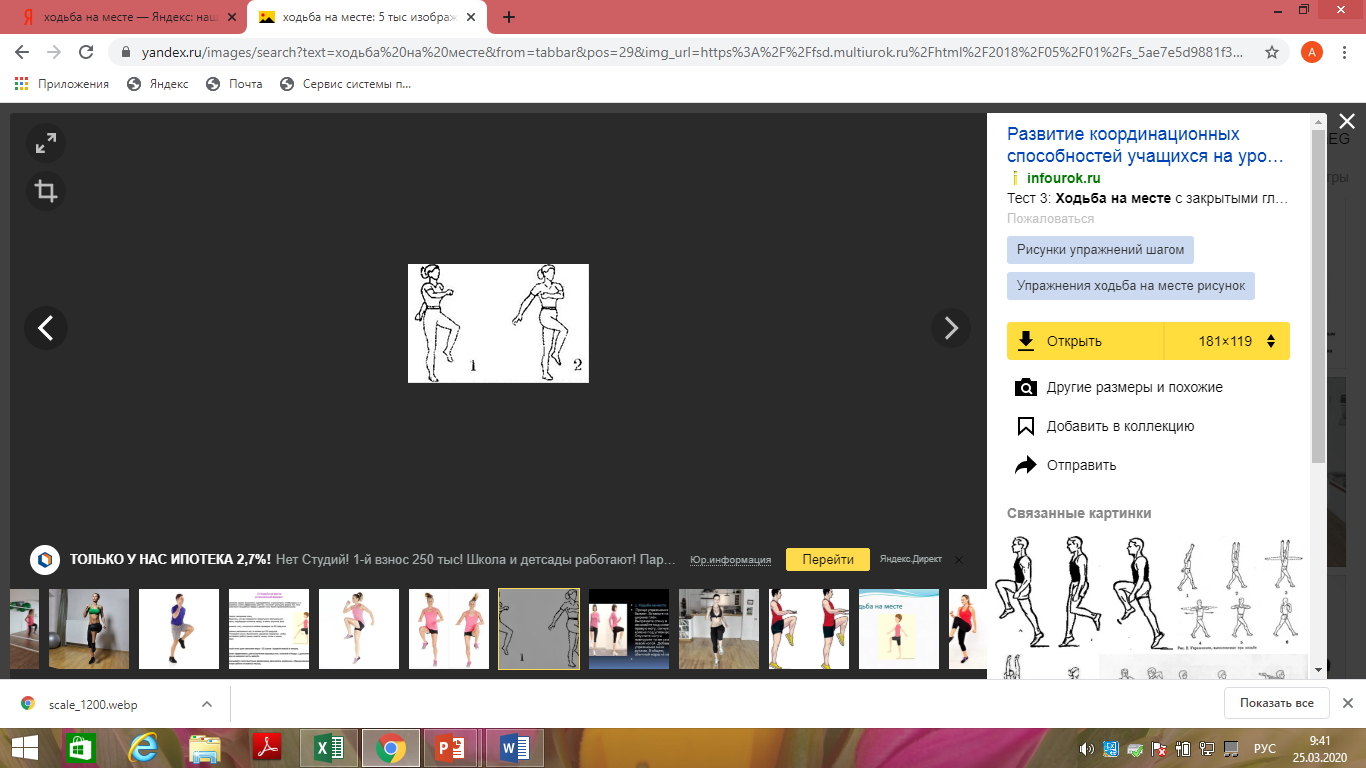 ходьба на месте — Яндекс: наш
ходьба на месте: 5 тыс изображ
yandex.ru/images/search?text=ходьба%20на%20месте&from=tabbar&pos=29&img_url=https%3A%2F%2Ffsd.multiurok.ru%2Fhtml%2F2018%2F05%2F01%2Fs_5ae7e5d9881f3...
A
Приложения
Яндекс
Почта
Сервис системы п...
Развитие координационных
способностей учащихся на уро...
infourok.ru
Тест 3: Ходьба на месте с закрытыми гл...
Пожаловаться
Рисунки упражнений шагом
Упражнения ходьба на месте рисунок
1
2
Открыть
181×119
Другие размеры и похожие
Добавить в коллекцию
Отправить
Связанные картинки
ТОЛЬКО У НАС ИПОТЕКА 2,7%! Нет Студий! 1-й взнос 250 тыс! Школа и детсады работают! Пар...
Юр.информация
Перейти
Яндекс.Директ
scale_1200.webp
Показать все
РУС
9:41
25.03.2020